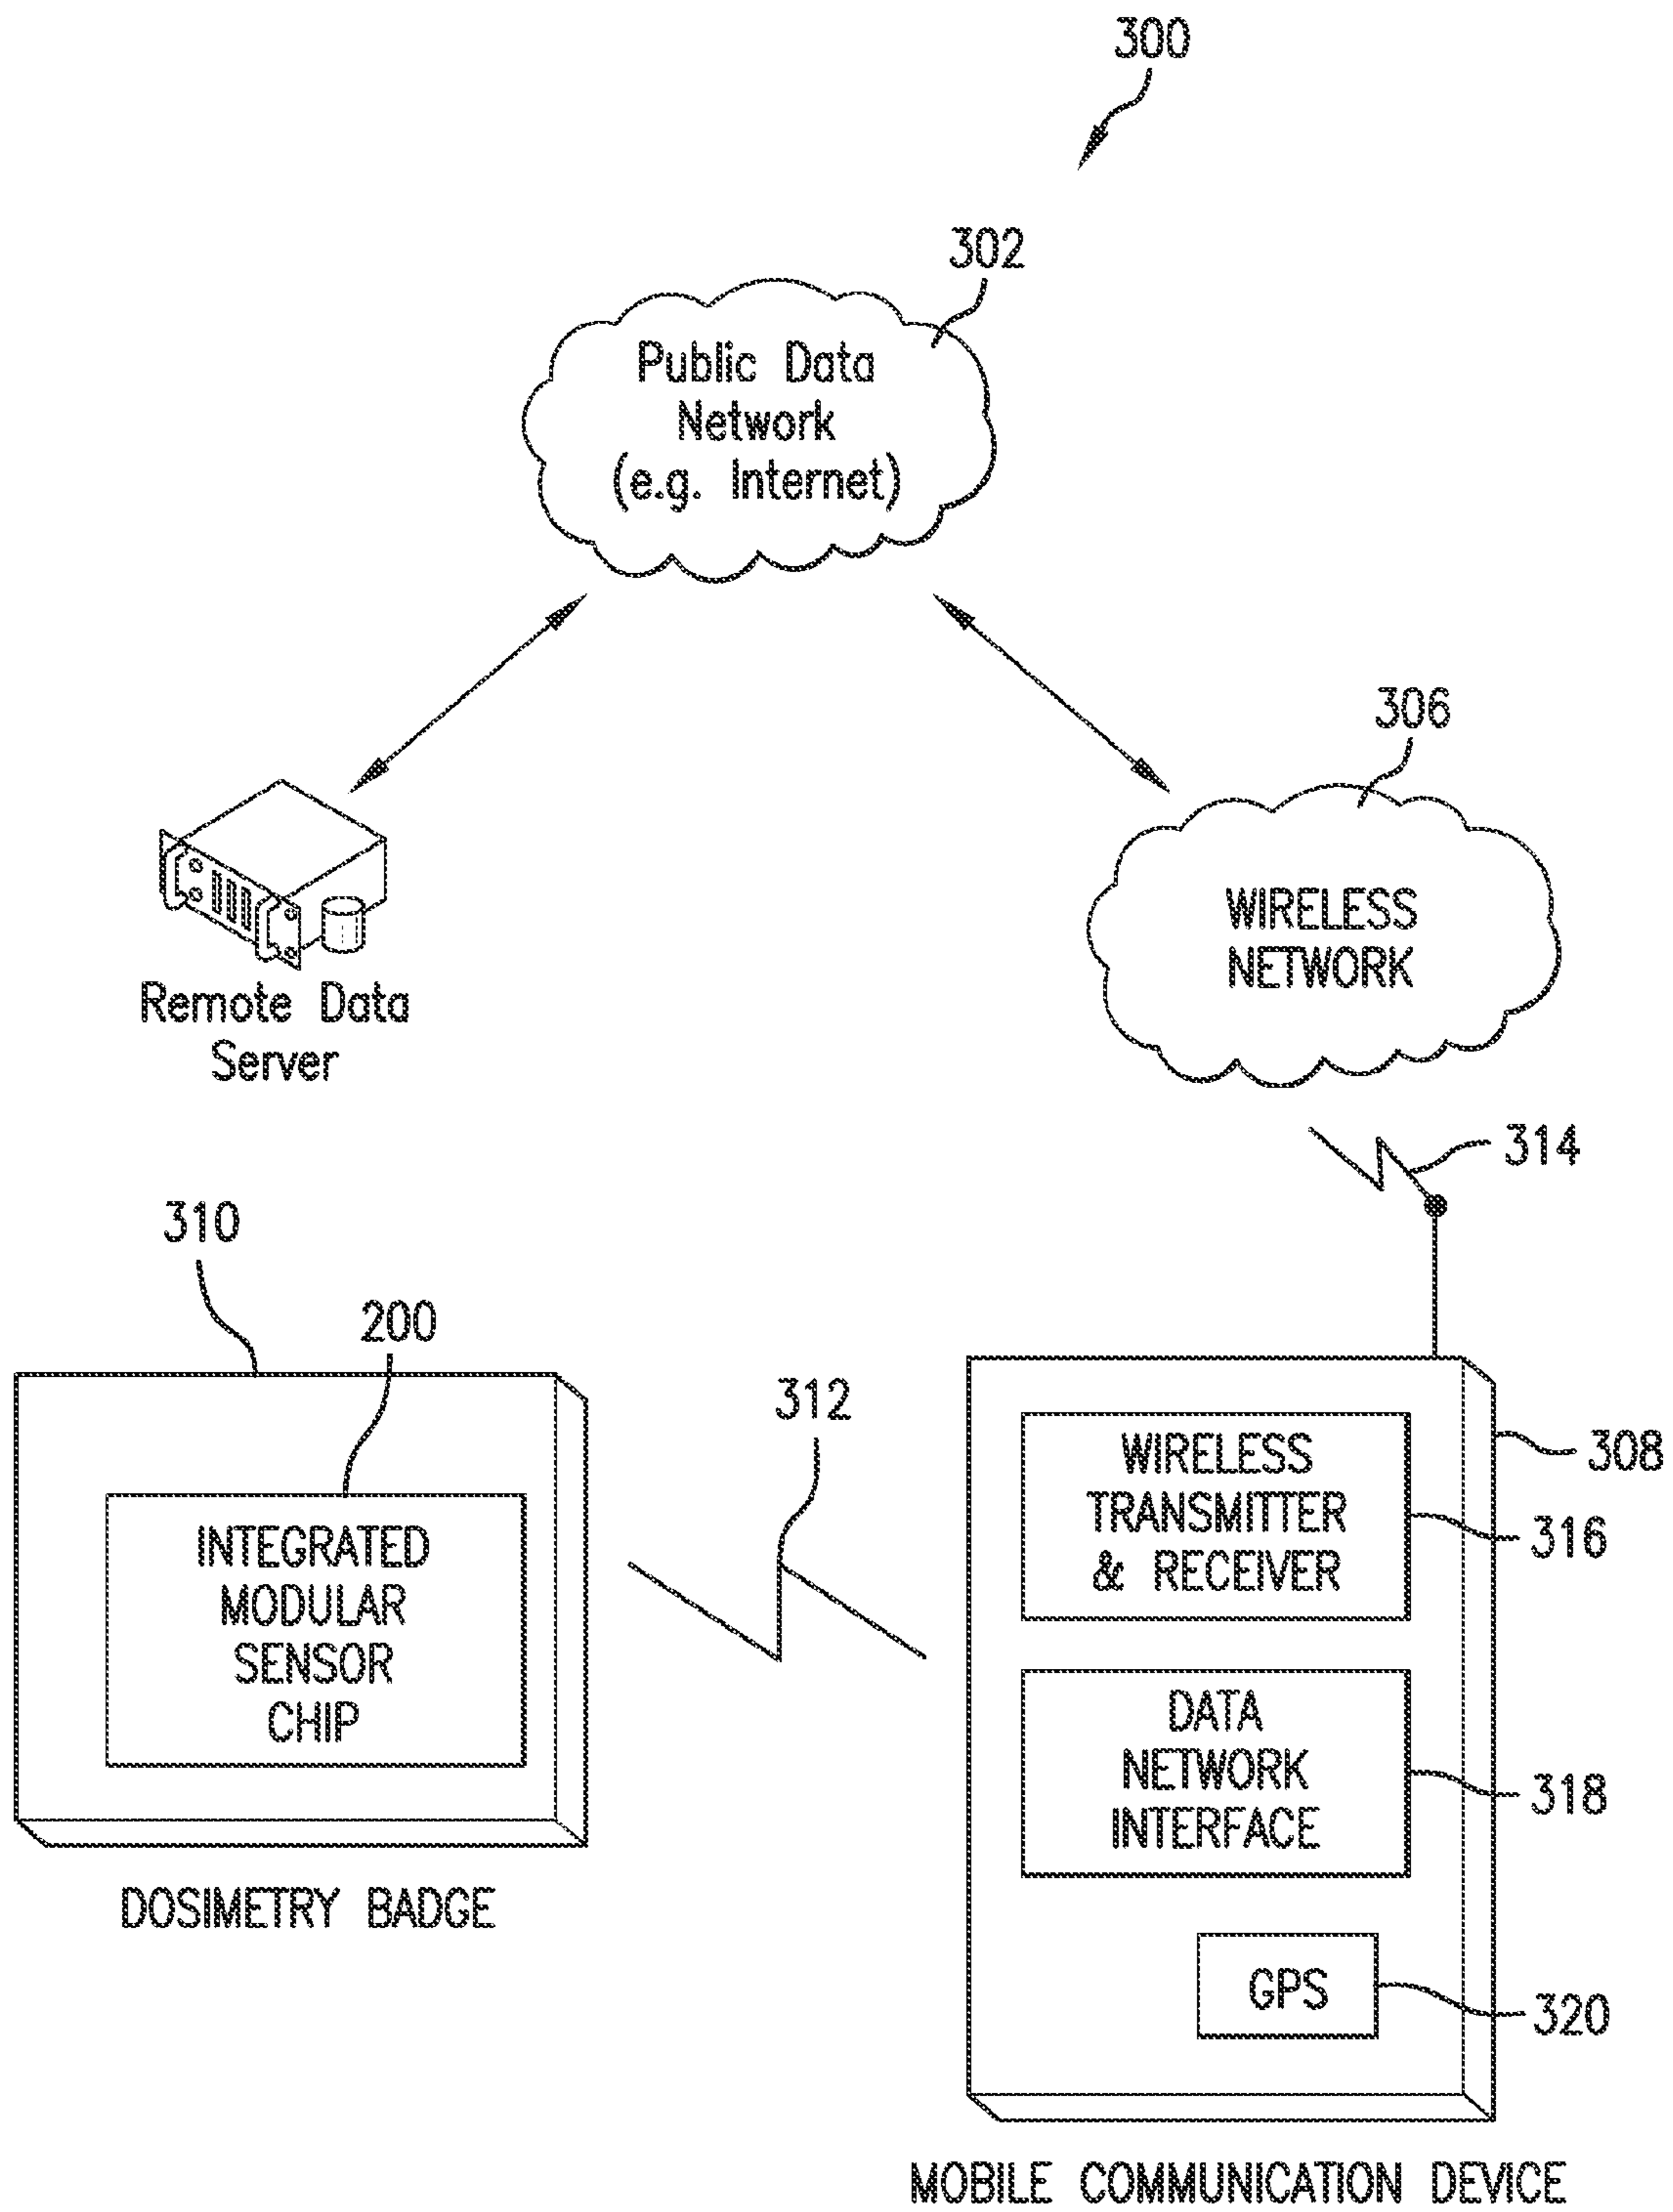 300
302
Public Data
Network
(e.g. Internet)
306
WIRELESS
NETWORK
Remote Data
Server
314
310
200
INTEGRATED
MODULAR
SENSOR
CHIP
DOSIMETRY BADGE
312
308
WIRELESS
TRANSMITTER
& RECEIVER
316
DATA
NETWORK
INTERFACE
318
GPS
320
MOBILE COMMUNICATION DEVICE